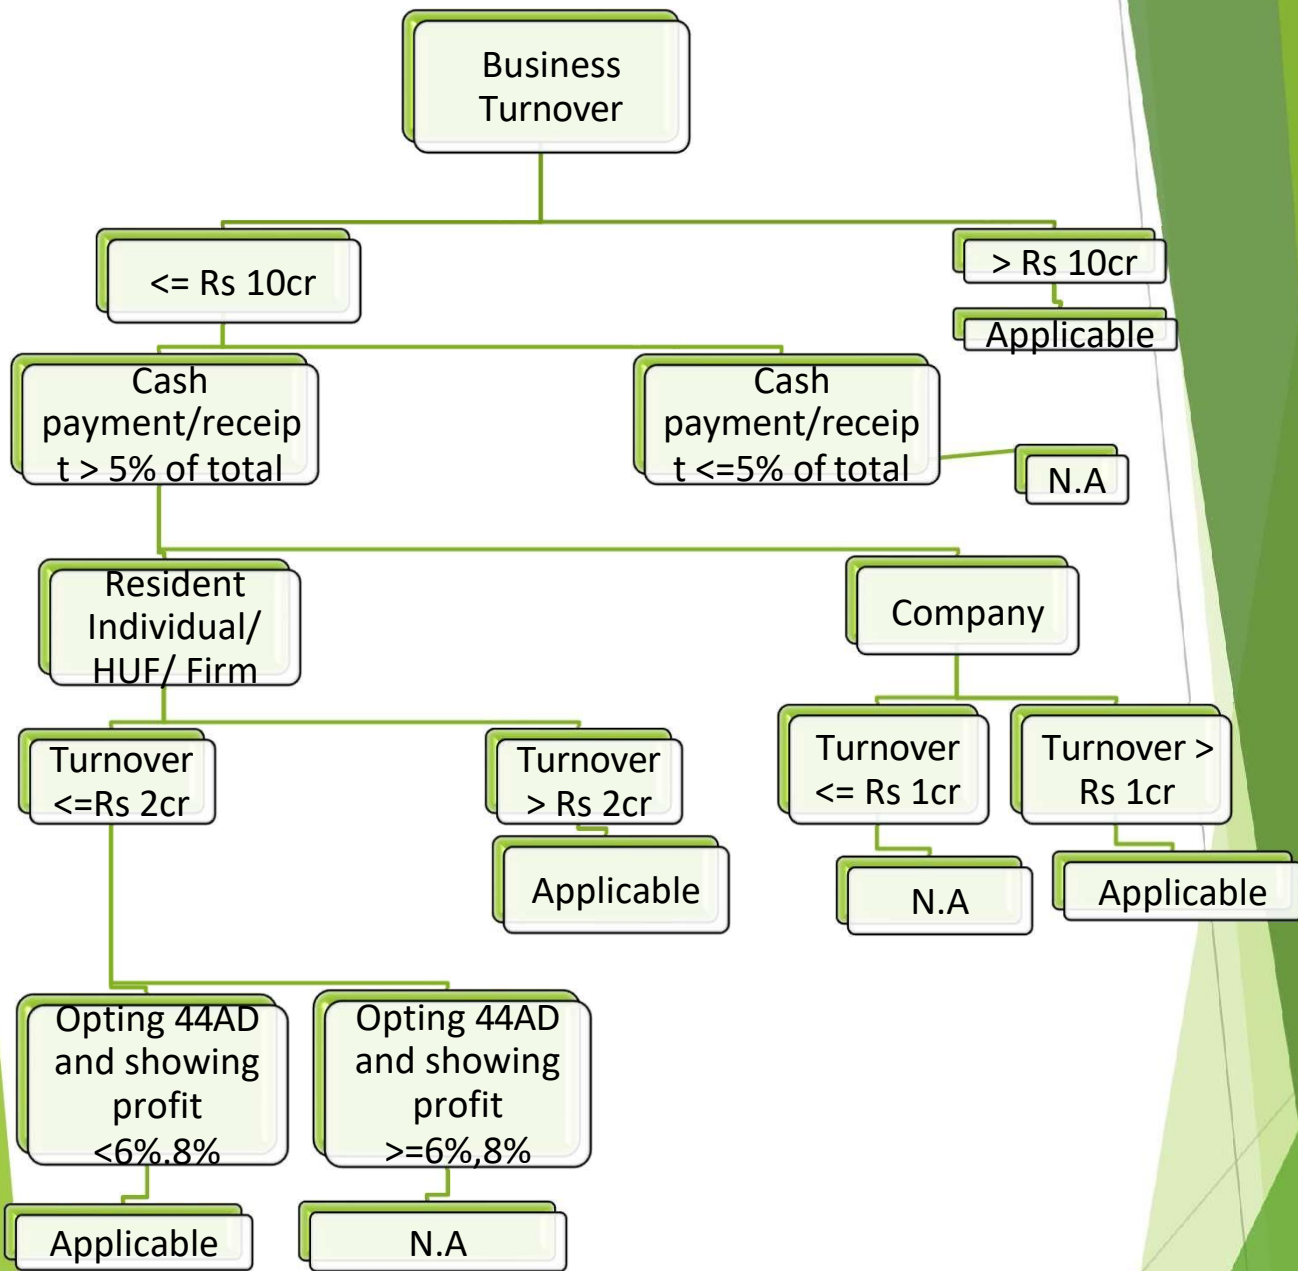 Business
Turnover
<= Rs 10cr
> Rs 10cr
Applicable
Cash
payment/receip
t > 5% of total
Cash
payment/receip
t <=5% of total
N.A
Resident
Individual/
HUF/ Firm
Company
Turnover
<=Rs 2cr
Turnover
> Rs 2cr
Turnover
<= Rs 1cr
Turnover >
Rs 1cr
Applicable
N.A
Applicable
Opting 44AD
and showing
profit
<6%.8%
Opting 44AD
and showing
profit
>=6%,8%
Applicable
N.A